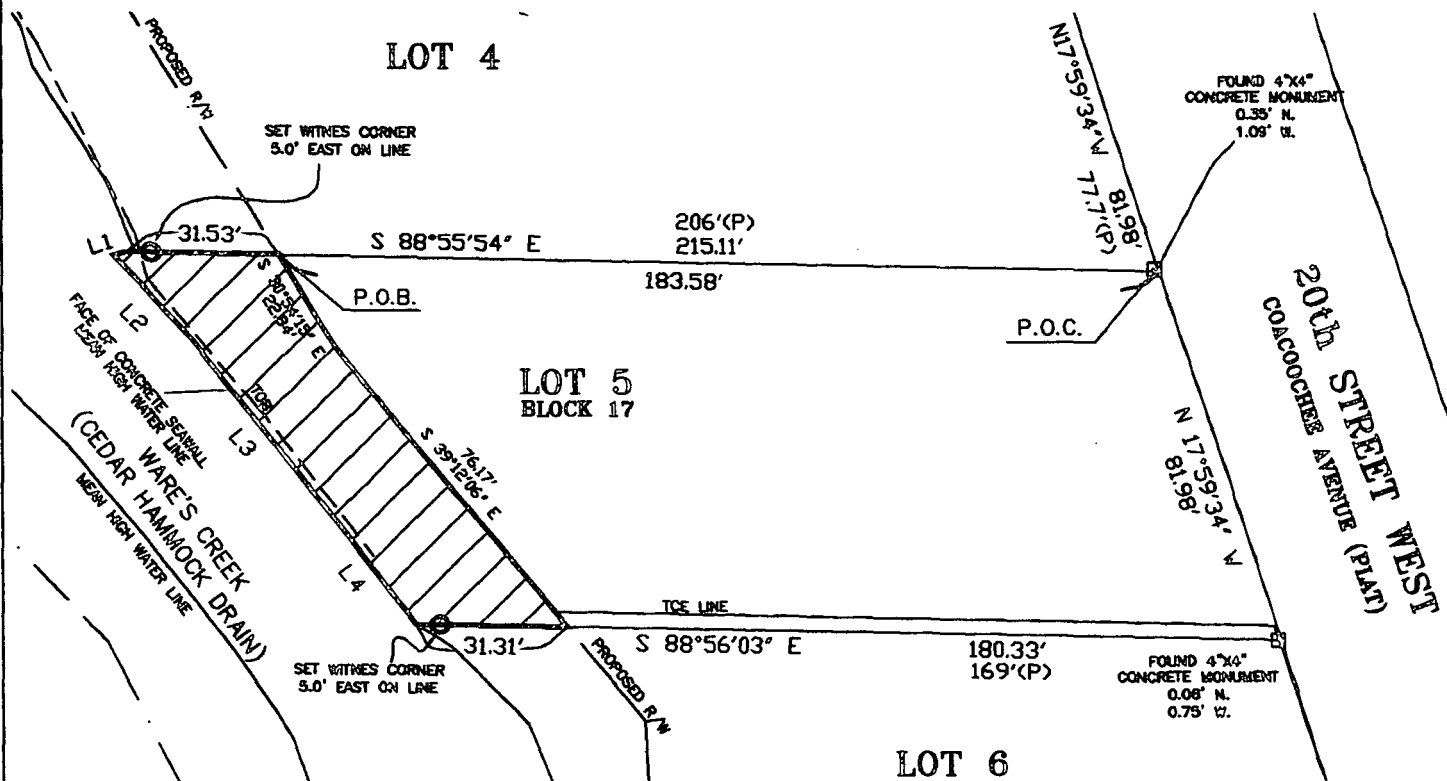 LOT 4
PROPOSED R/W
SET WITNES CORNER
5.0' EAST ON LINE
N17°59'34"W 81.98'
77.7'(P)
FOUND 4"X4"
CONCRETE MONUMENT
0.35' N.
1.09' W.
L1
31.53'
S 88°55'54" E
206'(P)
215.11'
183.58'
P.O.B.
P.O.C.
S 30°54'15" E
22.94'
L2
FACE OF CONCRETE SEAWALL
MEAN HIGH WATER LINE
TOB
L3
LOT 5
BLOCK 17
20th STREET WEST
COACOOCHEE AVENUE (PLAT)
76.17'
S 39°12'06" E
N 17°59'34" W
81.98'
WARE'S CREEK
(CEDAR HAMMOCK DRAIN)
MEAN HIGH WATER LINE
L4
TCE LINE
31.31'
S 88°56'03" E
180.33'
169'(P)
SET WITNES CORNER
5.0' EAST ON LINE
PROPOSED R/W
FOUND 4"X4"
CONCRETE MONUMENT
0.08' N.
0.75' W.
LOT 6